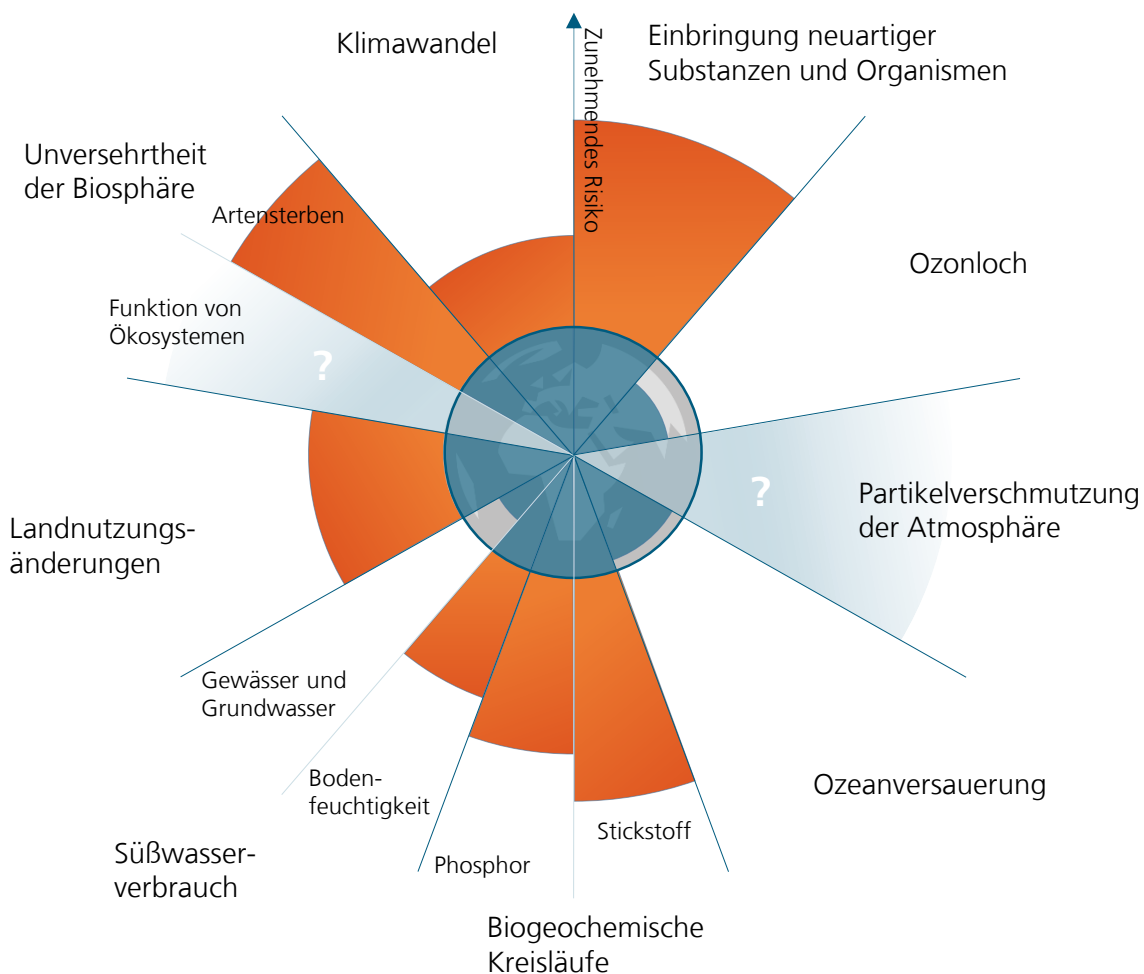 Klimawandel
Zunehmendes Risiko
Einbringung neuartiger
Substanzen und Organismen
Unversehrtheit
der Biosphäre
Artensterben
Ozonloch
Funktion von
Ökosystemen
?
?
Partikelverschmutzung
der Atmosphäre
Landnutzungs-
änderungen
Gewässer und
Grundwasser
Boden-
feuchtigkeit
Ozeanversauerung
Stickstoff
Süßwasser-
verbrauch
Phosphor
Biogeochemische
Kreisläufe